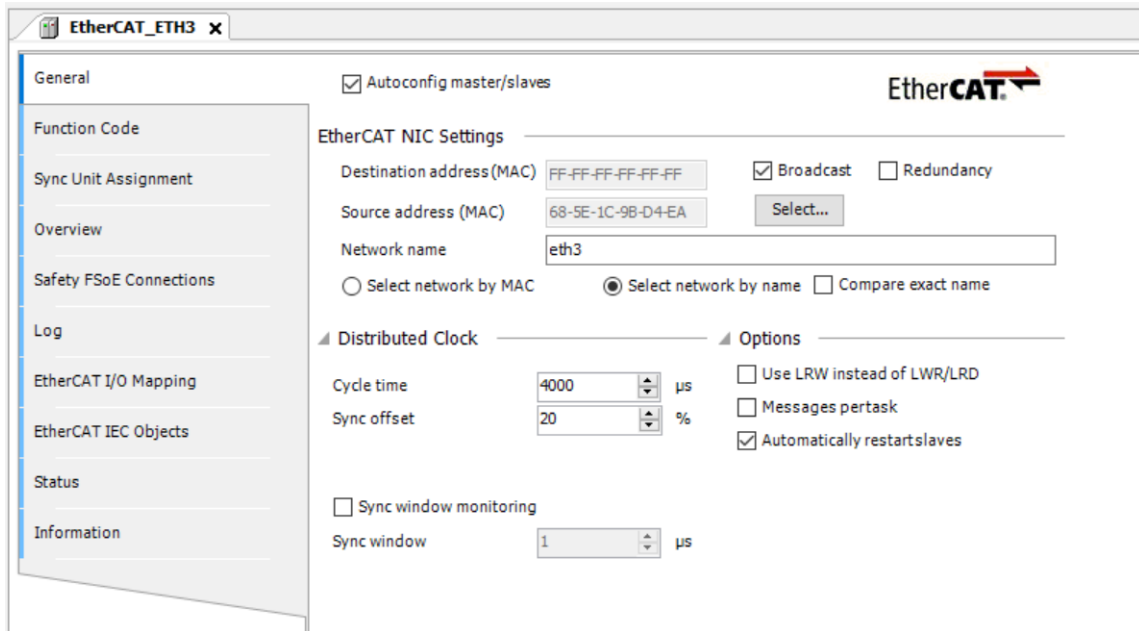 EtherCAT_ETH3 x
General
Function Code
Sync Unit Assignment
Overview
Safety FSoE Connections
Log
EtherCAT I/O Mapping
EtherCAT IEC Objects
Status
Information
Autoconfig master/slaves
EtherCAT®
EtherCAT NIC Settings
Destination address (MAC) FF-FF-FF-FF-FF-FF Broadcast Redundancy
Source address (MAC) 68-5E-1C-9B-D4-EA Select...
Network name eth3
Select network by MAC Select network by name Compare exact name
Distributed Clock
Cycle time 4000 µs
Sync offset 20 %
Sync window monitoring
Sync window 1 µs
Options
Use LRW instead of LWR/LRD
Messages per task
Automatically restart slaves